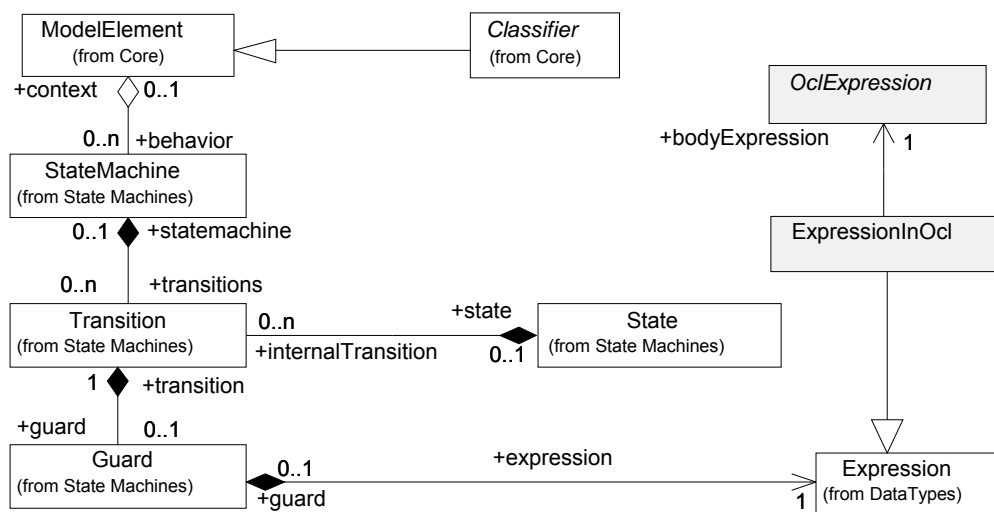 ModelElement
(from Core)
Classifier
(from Core)
+context
0..1
OclExpression
0..n
+behavior
+bodyExpression
1
StateMachine
(from State Machines)
0..1
+statemachine
ExpressionInOcl
0..n
+transitions
Transition
(from State Machines)
0..n
+internalTransition
+state
0..1
State
(from State Machines)
1
+transition
+guard
0..1
Guard
(from State Machines)
0..1
+guard
+expression
1
Expression
(from DataTypes)